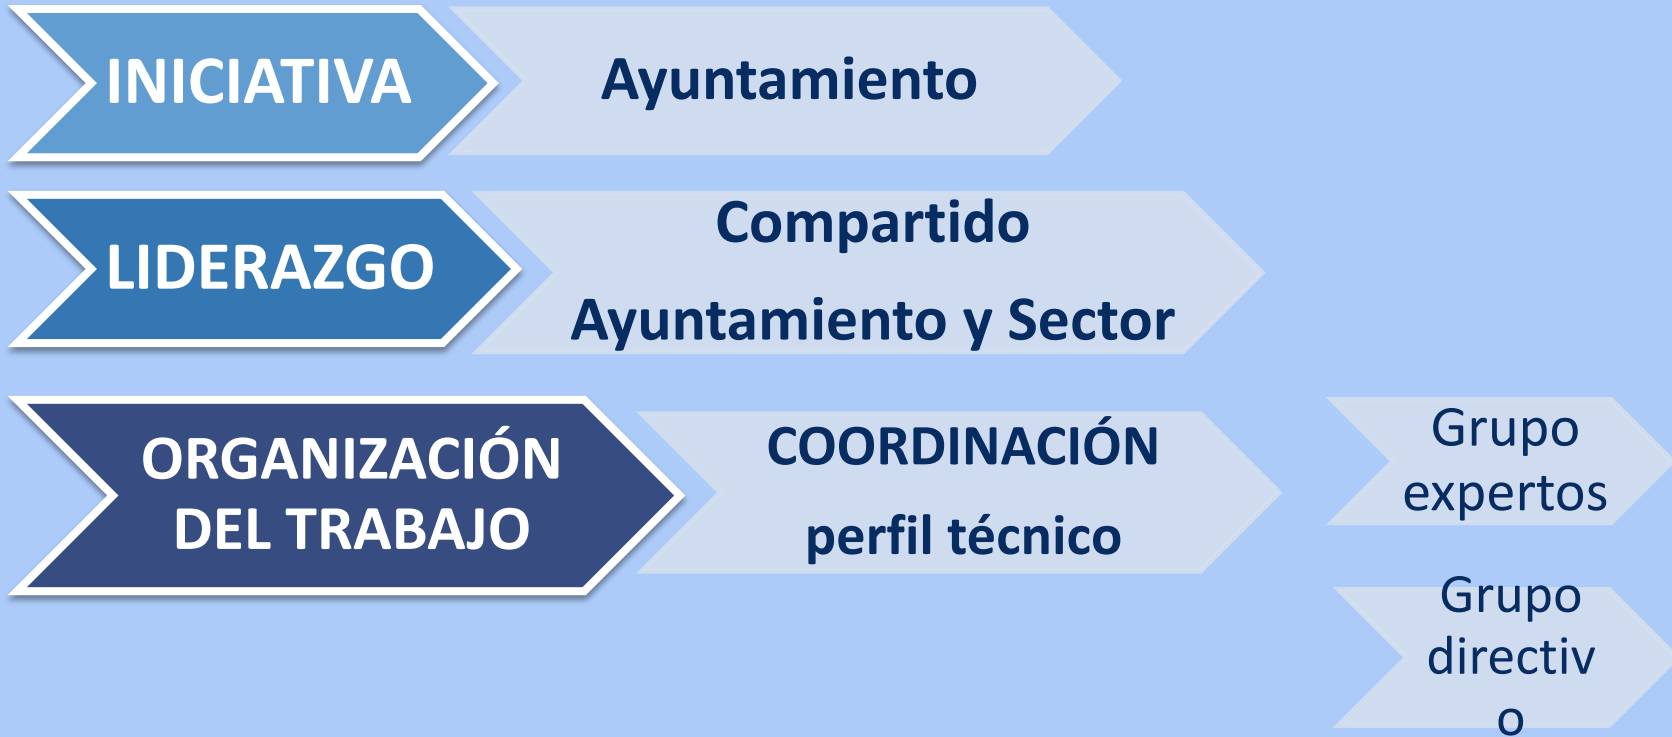 INICIATIVA
Ayuntamiento
LIDERAZGO
Compartido
Ayuntamiento y Sector
ORGANIZACIÓN
DEL TRABAJO
COORDINACIÓN
perfil técnico
Grupo
expertos
Grupo
directiv
o